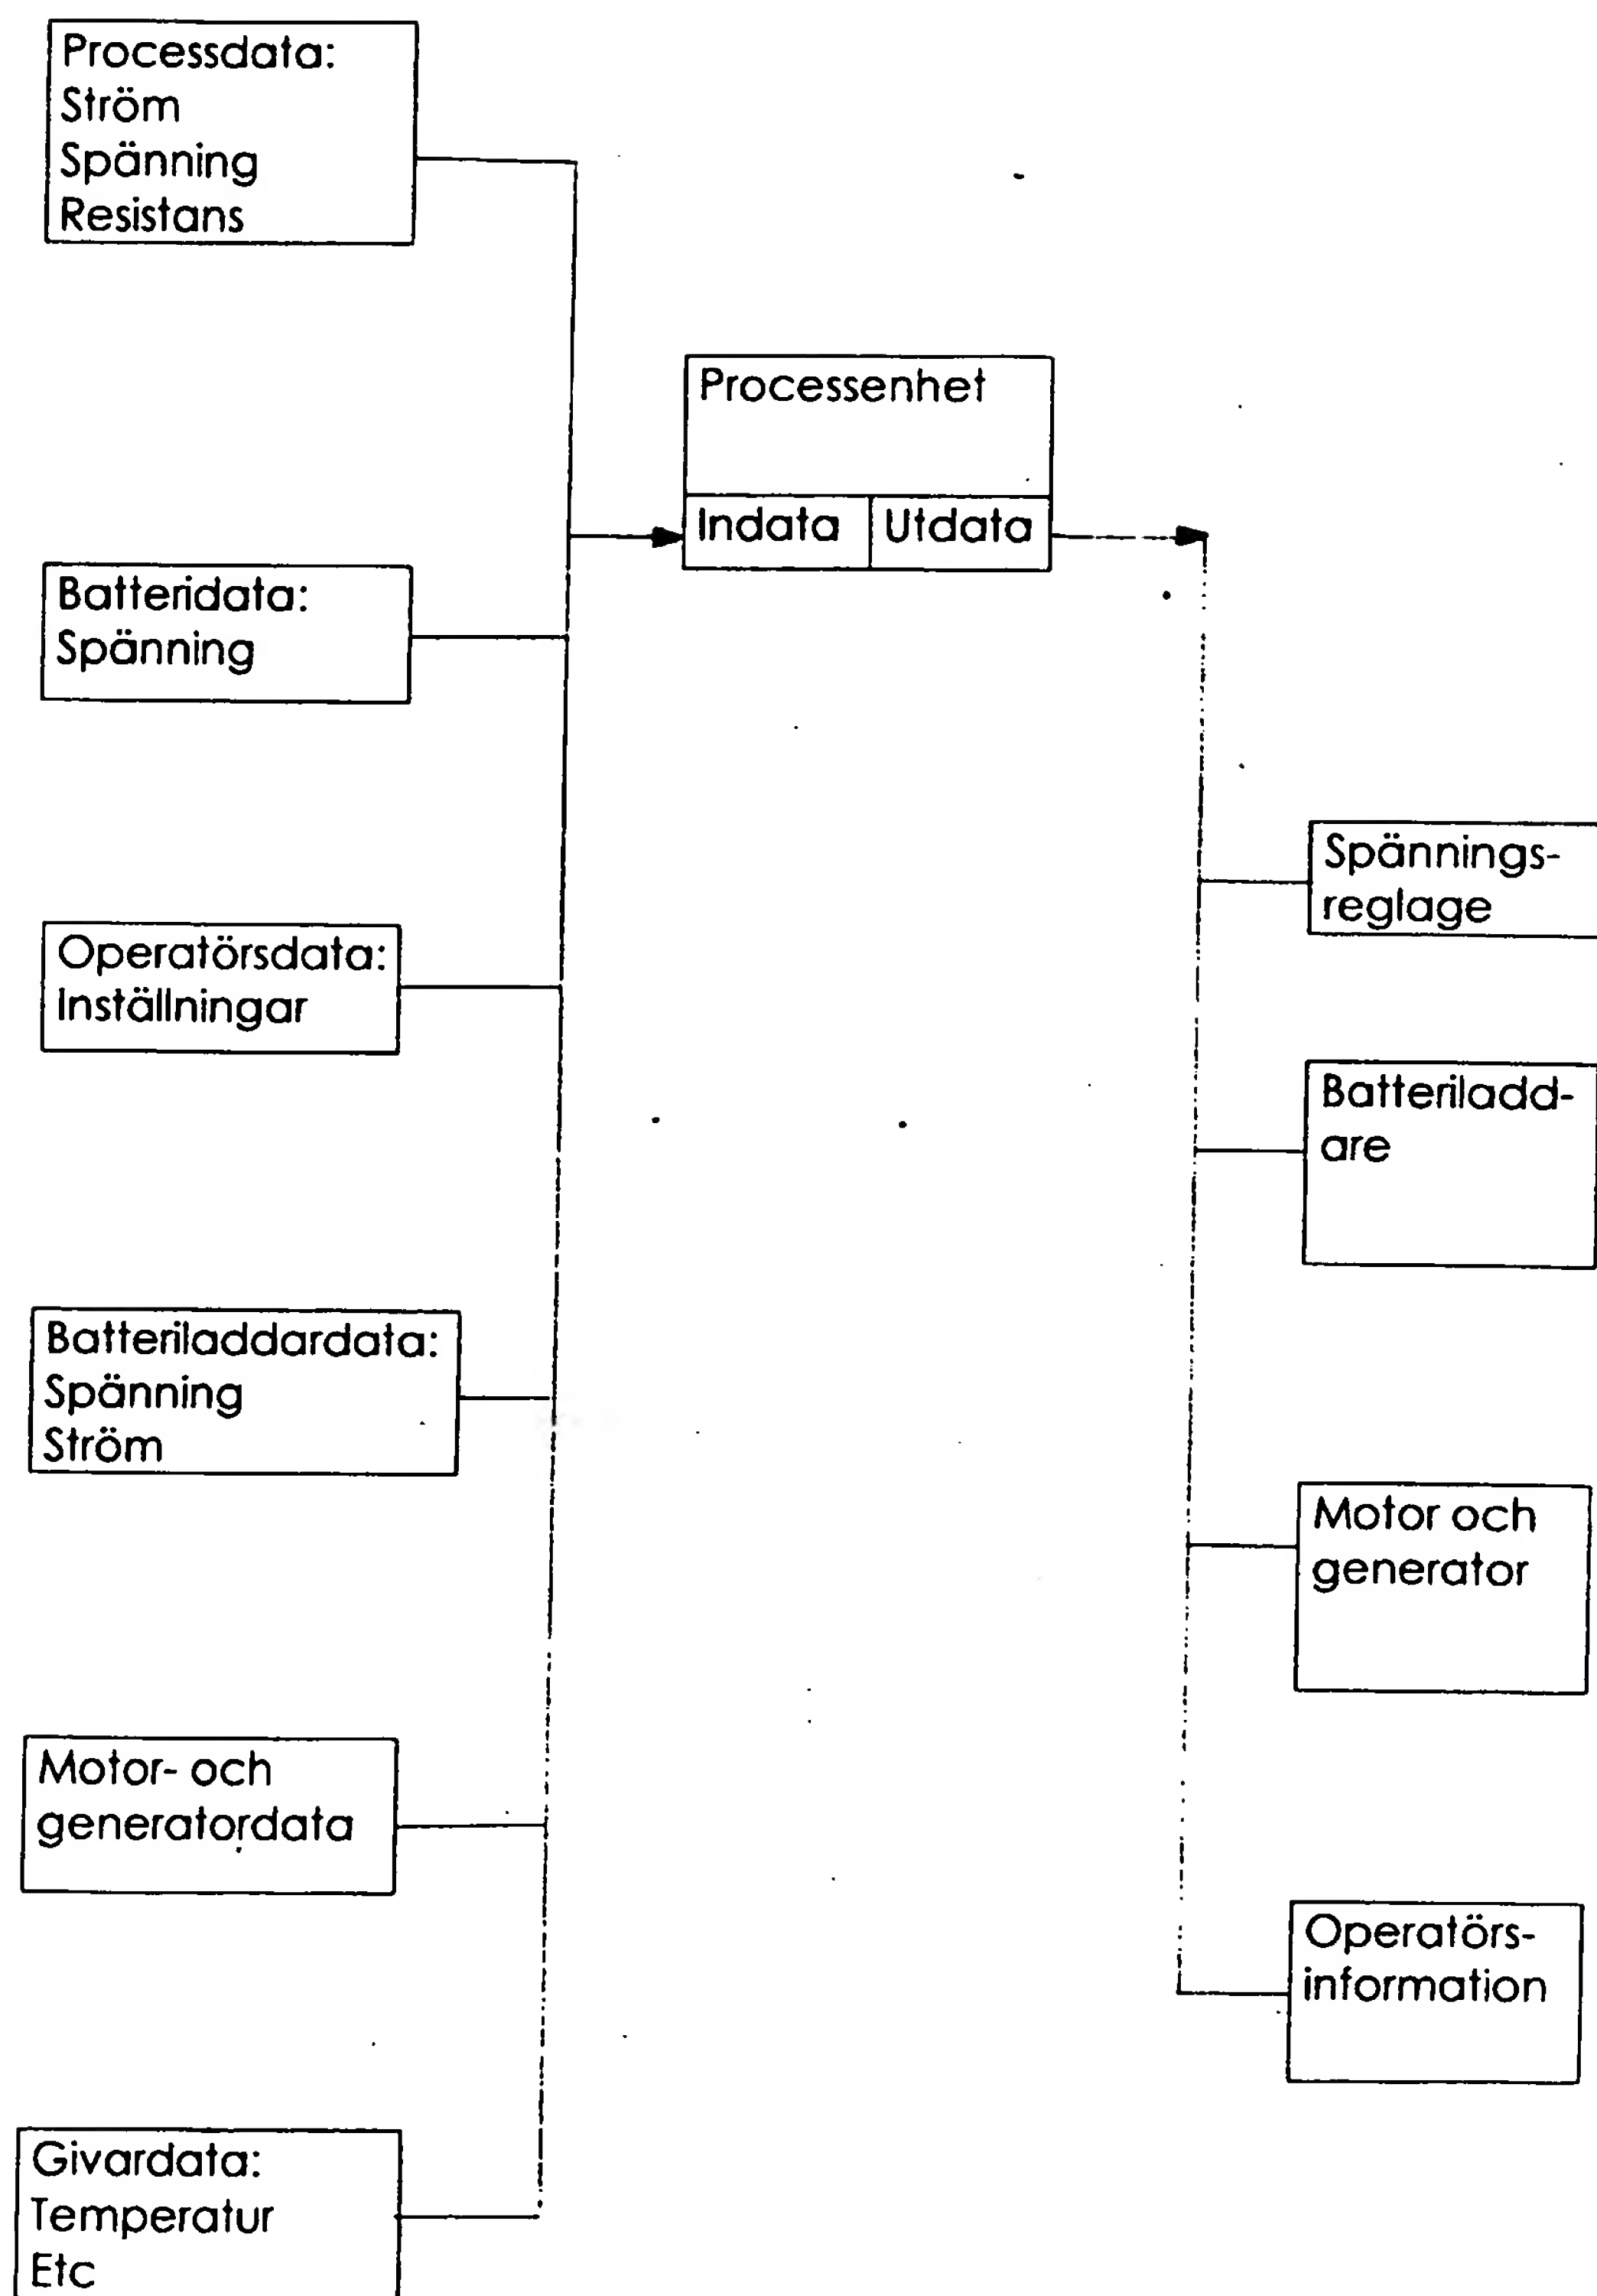 Processdata:
Ström
Spänning
Resistans
Processenhet
Indata
Utdata
Batteridata:
Spänning
Spännings-
reglage
Operatörsdata:
Inställningar
Batteriladd-
are
Batteriladdardata:
Spänning
Ström
Motor och
generator
Motor- och
generatordata
Operatörs-
information
Givardata:
Temperatur
Etc